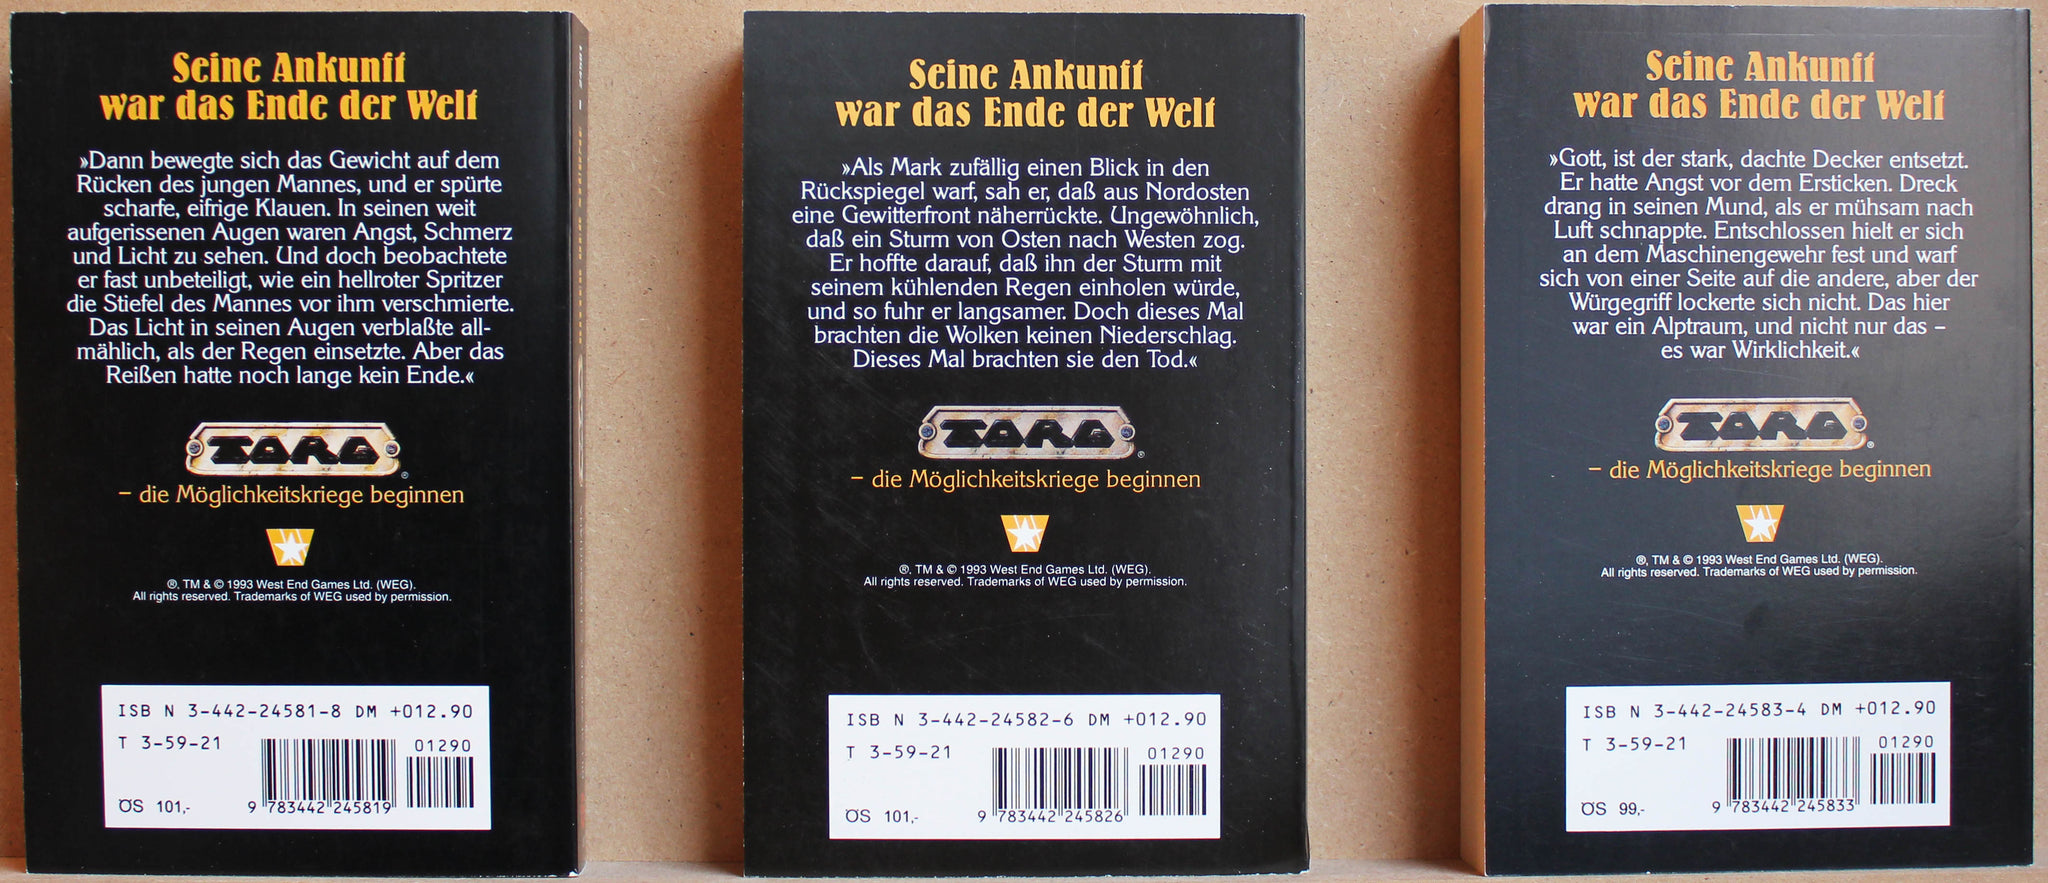 Seine Ankunft
war das Ende der Welt
»Dann bewegte sich das Gewicht auf dem
Rücken des jungen Mannes, und er spürte
scharfe, eifrige Klauen. In seinen weit
aufgerissenen Augen waren Angst, Schmerz
und Licht zu sehen. Und doch beobachtete
er fast unbeteiligt, wie ein hellroter Spritzer
die Stiefel des Mannes vor ihm verschmierte.
Das Licht in seinen Augen verblaßte all-
mählich, als der Regen einsetzte. Aber das
Reißen hatte noch lange kein Ende.«
TORG®
– die Möglichkeitskriege beginnen
®, TM & © 1993 West End Games Ltd. (WEG).
All rights reserved. Trademarks of WEG used by permission.
ISB N 3-442-24581-8 DM +012.90
T 3-59-21
01290
ÖS 101,-
9 783442 245819
Seine Ankunft
war das Ende der Welt
»Als Mark zufällig einen Blick in den
Rückspiegel warf, sah er, daß aus Nordosten
eine Gewitterfront näherrückte. Ungewöhnlich,
daß ein Sturm von Osten nach Westen zog.
Er hoffte darauf, daß ihn der Sturm mit
seinem kühlenden Regen einholen würde,
und so fuhr er langsamer. Doch dieses Mal
brachten die Wolken keinen Niederschlag.
Dieses Mal brachten sie den Tod.«
TORG®
– die Möglichkeitskriege beginnen
®, TM & © 1993 West End Games Ltd. (WEG).
All rights reserved. Trademarks of WEG used by permission.
ISB N 3-442-24582-6 DM +012.90
T 3-59-21
01290
ÖS 101,-
9 783442 245826
Seine Ankunft
war das Ende der Welt
»Gott, ist der stark, dachte Decker entsetzt.
Er hatte Angst vor dem Ersticken. Dreck
drang in seinen Mund, als er mühsam nach
Luft schnappte. Entschlossen hielt er sich
an dem Maschinengewehr fest und warf
sich von einer Seite auf die andere, aber der
Würgegriff lockerte sich nicht. Das hier
war ein Alptraum, und nicht nur das –
es war Wirklichkeit.«
TORG®
– die Möglichkeitskriege beginnen
®, TM & © 1993 West End Games Ltd. (WEG).
All rights reserved. Trademarks of WEG used by permission.
ISB N 3-442-24583-4 DM +012.90
T 3-59-21
01290
ÖS 99,-
9 783442 245833